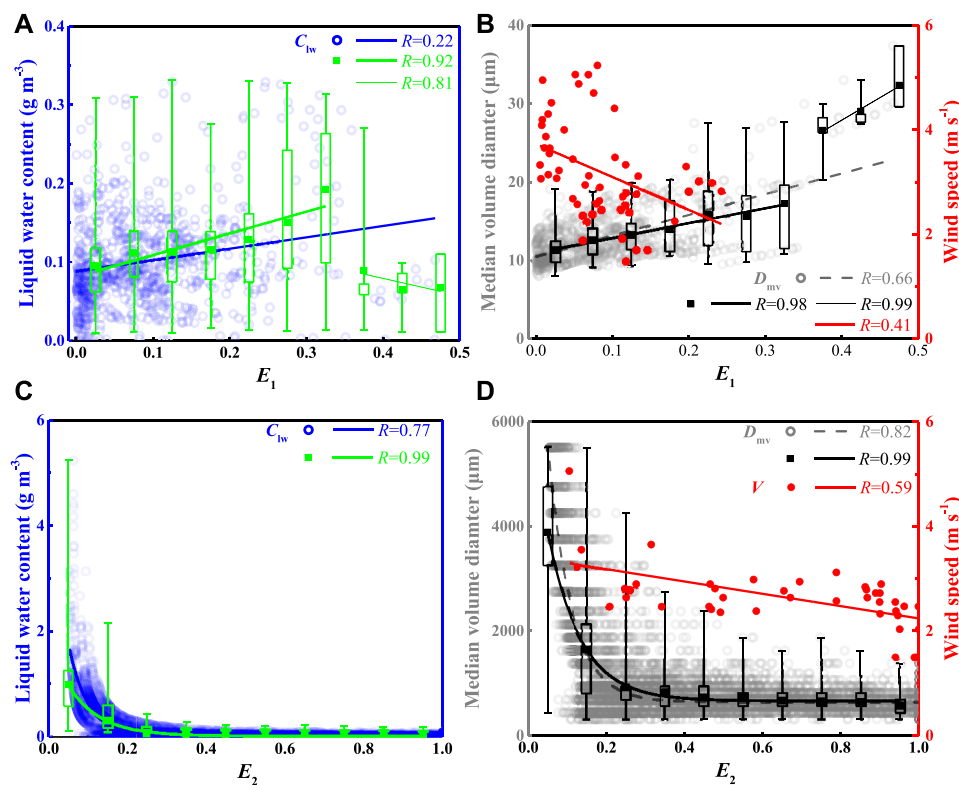 A
0.4
0.3
0.2
0.1
0.0
Liquid water content (g m⁻³)
C_lw R=0.22
R=0.92
R=0.81
0.0 0.1 0.2 0.3 0.4 0.5
E₁
B
40
30
20
10
0
Median volume diamter (μm)
D_mv R=0.66
R=0.98 R=0.99
R=0.41
6
4
2
0
Wind speed (m s⁻¹)
0.0 0.1 0.2 0.3 0.4 0.5
E₁
C
6
4
2
0
Liquid water content (g m⁻³)
C_lw R=0.77
R=0.99
0.0 0.2 0.4 0.6 0.8 1.0
E₂
D
6000
4000
2000
0
Median volume diamter (μm)
D_mv R=0.82
R=0.99
V R=0.59
6
4
2
0
Wind speed (m s⁻¹)
0.0 0.2 0.4 0.6 0.8 1.0
E₂